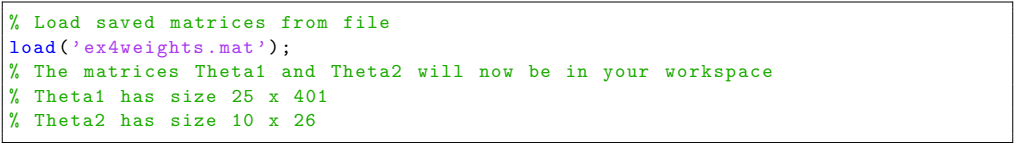 % Load saved matrices from file
load('ex4weights.mat');
% The matrices Theta1 and Theta2 will now be in your workspace
% Theta1 has size 25 x 401
% Theta2 has size 10 x 26